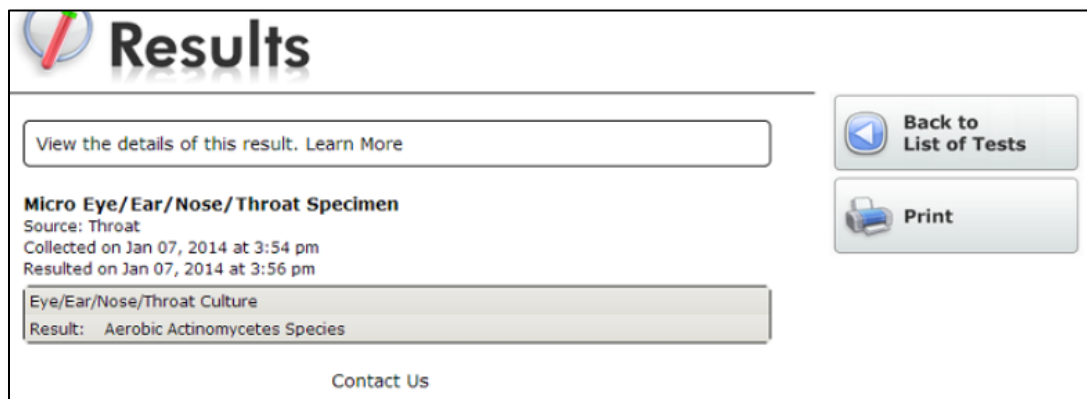 Results
View the details of this result. Learn More
Micro Eye/Ear/Nose/Throat Specimen
Source: Throat
Collected on Jan 07, 2014 at 3:54 pm
Resulted on Jan 07, 2014 at 3:56 pm
Eye/Ear/Nose/Throat Culture
Result: Aerobic Actinomycetes Species
Contact Us
Back to
List of Tests
Print